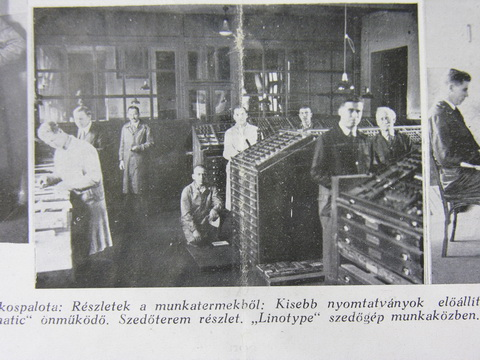 kospalota: Részletek a munkatermekből: Kisebb nyomtatványok előállít
matic" önműködő. Szedőterem részlet. „Linotype" szedőgép munkaközben.